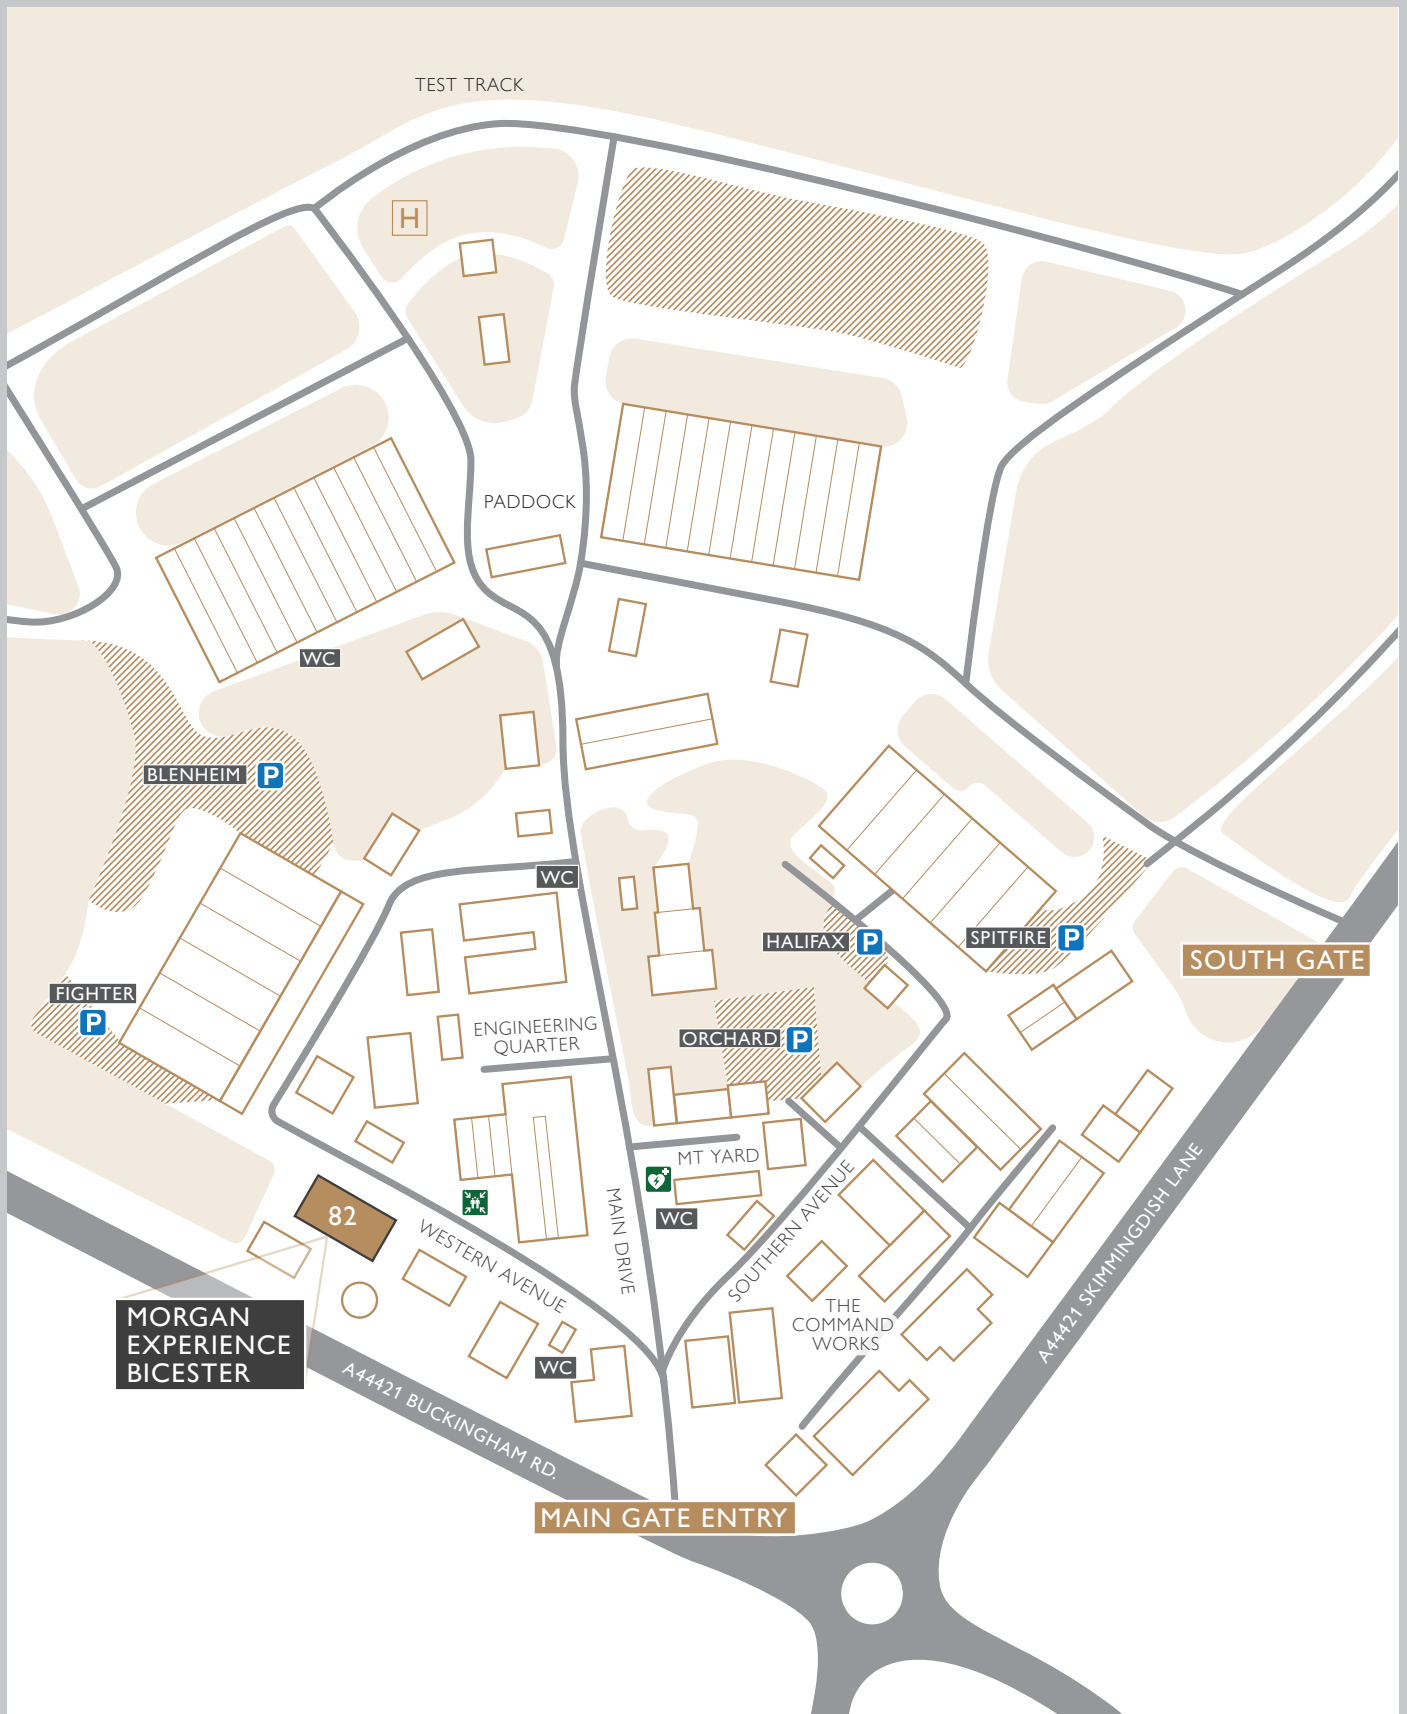 TEST TRACK
H
PADDOCK
WC
BLENHEIM P
WC
HALIFAX P
SPITFIRE P
SOUTH GATE
FIGHTER
P
ENGINEERING
QUARTER
ORCHARD P
MT YARD
WC
MAIN DRIVE
SOUTHERN AVENUE
A44421 SKIMMINGDISH LANE
82
WESTERN AVENUE
MORGAN
EXPERIENCE
BICESTER
THE
COMMAND
WORKS
WC
A44421 BUCKINGHAM RD.
MAIN GATE ENTRY